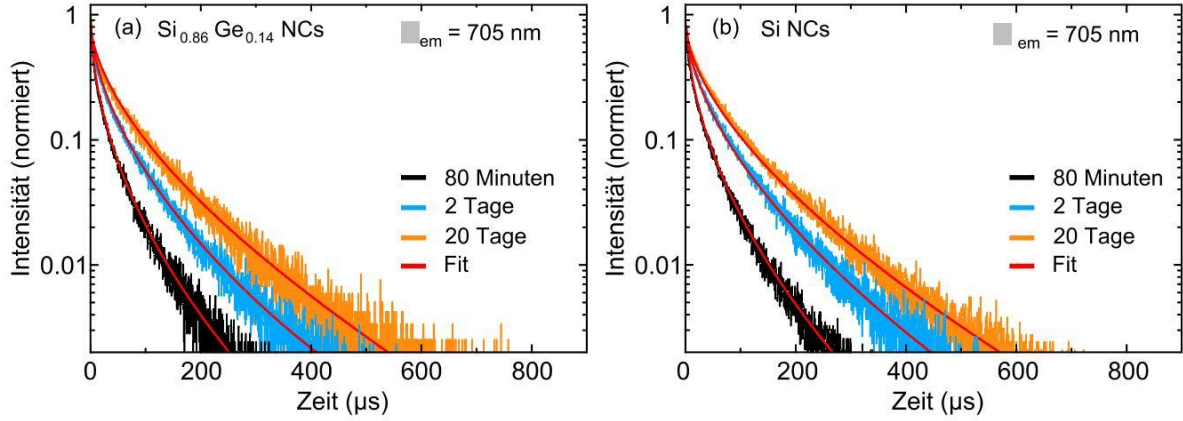 (a) Si0.86 Ge0.14 NCs
em = 705 nm
Intensität (normiert)
1
0.1
0.01
80 Minuten
2 Tage
20 Tage
Fit
0 200 400 600 800
Zeit (µs)
(b) Si NCs
em = 705 nm
Intensität (normiert)
1
0.1
0.01
80 Minuten
2 Tage
20 Tage
Fit
0 200 400 600 800
Zeit (µs)